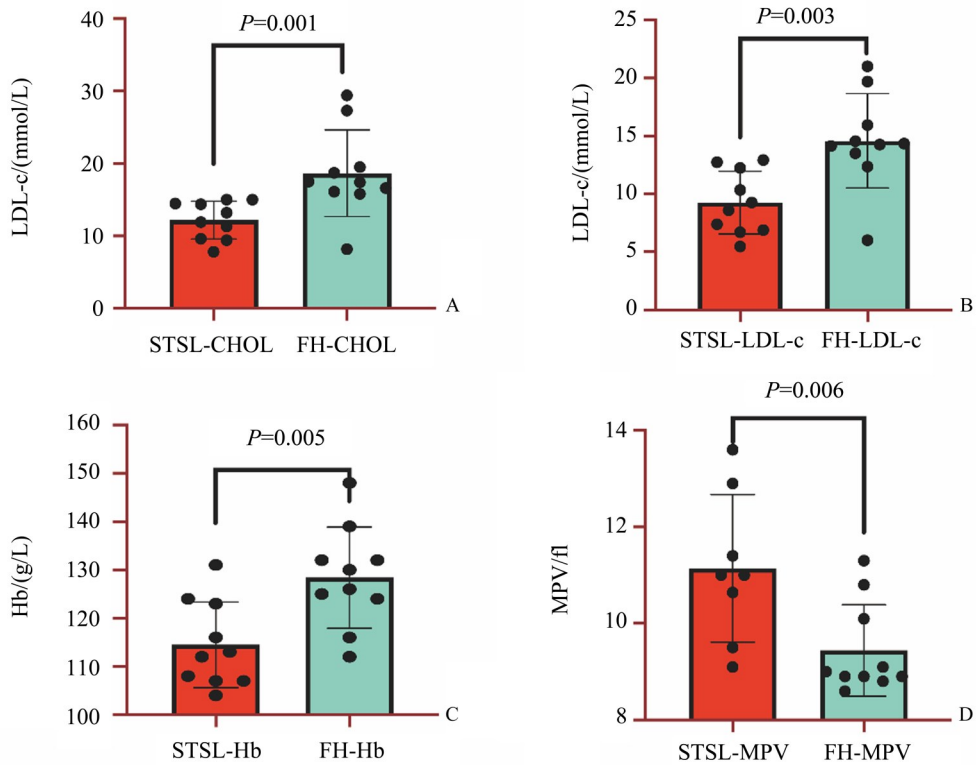 P=0.001
LDL-c/(mmol/L)
40
30
20
10
0
STSL-CHOL FH-CHOL
A
P=0.003
LDL-c/(mmol/L)
25
20
15
10
5
0
STSL-LDL-c FH-LDL-c
B
P=0.005
Hb/(g/L)
160
150
140
130
120
110
100
STSL-Hb FH-Hb
C
P=0.006
MPV/fl
14
12
10
8
STSL-MPV FH-MPV
D